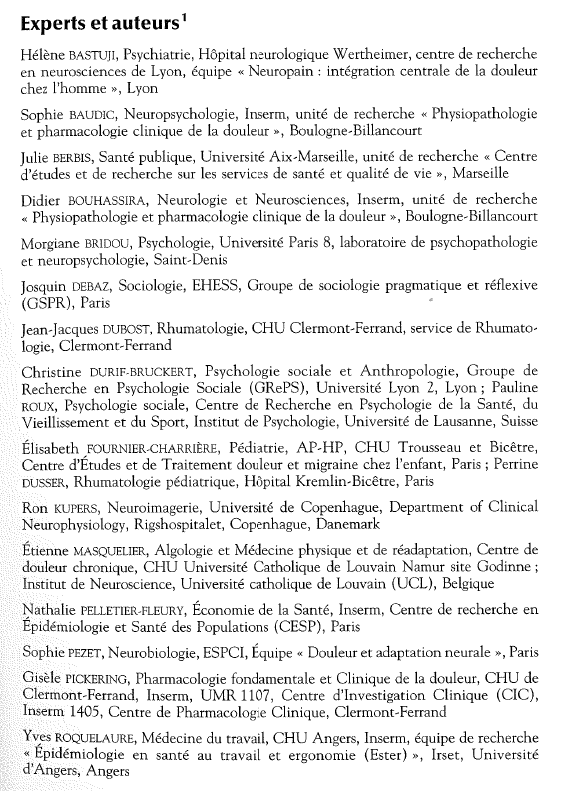 Experts et auteurs¹
Hélène BASTUJI, Psychiatrie, Hôpital neurologique Wertheimer, centre de recherche
en neurosciences de Lyon, équipe « Neuropain : intégration centrale de la douleur
chez l'homme », Lyon
Sophie BAUDIC, Neuropsychologie, Inserm, unité de recherche « Physiopathologie
et pharmacologie clinique de la douleur », Boulogne-Billancourt
Julie BERBIS, Santé publique, Université Aix-Marseille, unité de recherche « Centre
d'études et de recherche sur les services de santé et qualité de vie », Marseille
Didier BOUHASSIRA, Neurologie et Neurosciences, Inserm, unité de recherche
« Physiopathologie et pharmacologie clinique de la douleur », Boulogne-Billancourt
Morgiane BRIDOU, Psychologie, Université Paris 8, laboratoire de psychopathologie
et neuropsychologie, Saint-Denis
Josquin DEBAZ, Sociologie, EHESS, Groupe de sociologie pragmatique et réflexive
(GSPR), Paris
Jean-Jacques DUBOST, Rhumatologie, CHU Clermont-Ferrand, service de Rhumato-
logie, Clermont-Ferrand
Christine DURIF-BRUCKERT, Psychologie sociale et Anthropologie, Groupe de
Recherche en Psychologie Sociale (GRePS), Université Lyon 2, Lyon ; Pauline
ROUX, Psychologie sociale, Centre de Recherche en Psychologie de la Santé, du
Vieillissement et du Sport, Institut de Psychologie, Université de Lausanne, Suisse
Élisabeth FOURNIER-CHARRIÈRE, Pédiatrie, AP-HP, CHU Trousseau et Bicêtre,
Centre d'Études et de Traitement douleur et migraine chez l'enfant, Paris ; Perrine
DUSSER, Rhumatologie pédiatrique, Hôpital Kremlin-Bicêtre, Paris
Ron KUPERS, Neuroimagerie, Université de Copenhague, Department of Clinical
Neurophysiology, Rigshospitalet, Copenhague, Danemark
Étienne MASQUELIER, Algologie et Médecine physique et de réadaptation, Centre de
douleur chronique, CHU Université Catholique de Louvain Namur site Godinne ;
Institut de Neuroscience, Université catholique de Louvain (UCL), Belgique
Nathalie PELLETIER-FLEURY, Économie de la Santé, Inserm, Centre de recherche en
Épidémiologie et Santé des Populations (CESP), Paris
Sophie PEZET, Neurobiologie, ESPCI, Équipe « Douleur et adaptation neurale », Paris
Gisèle PICKERING, Pharmacologie fondamentale et Clinique de la douleur, CHU de
Clermont-Ferrand, Inserm, UMR 1107, Centre d'Investigation Clinique (CIC),
Inserm 1405, Centre de Pharmacologie Clinique, Clermont-Ferrand
Yves ROQUELAURE, Médecine du travail, CHU Angers, Inserm, équipe de recherche
« Épidémiologie en santé au travail et ergonomie (Ester) », Irset, Université
d'Angers, Angers